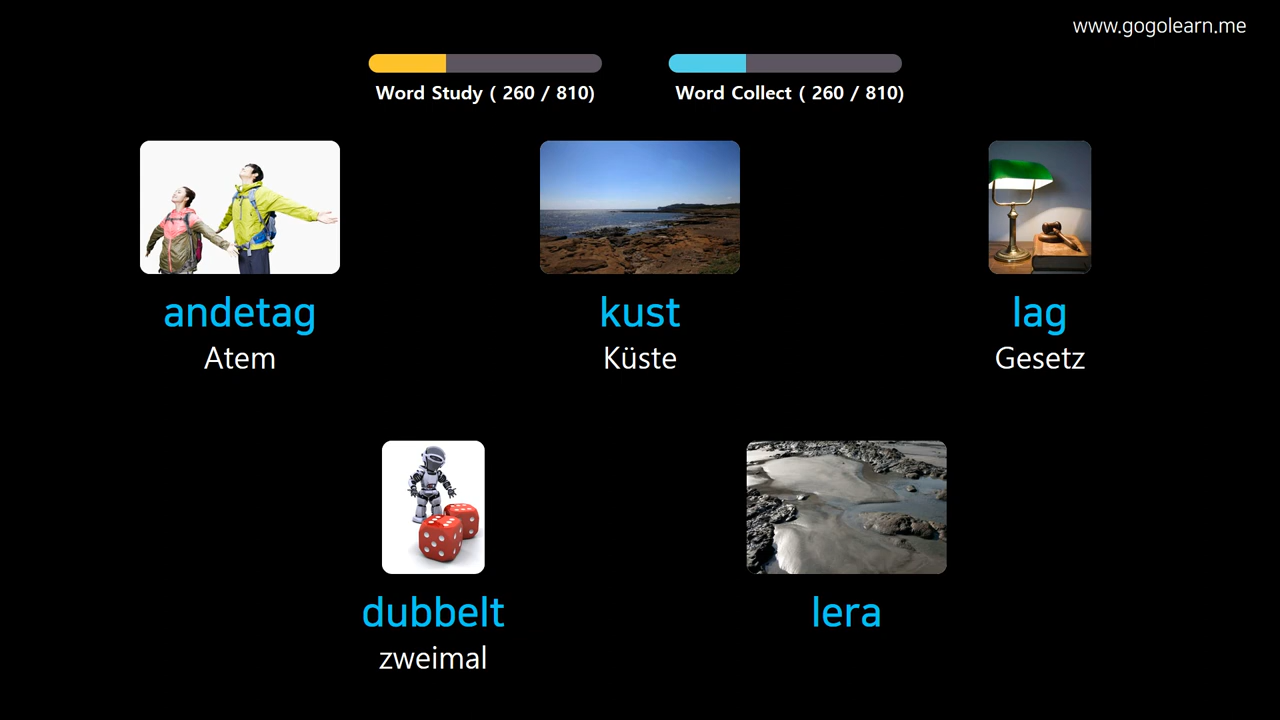 www.gogolearn.me
Word Study ( 260 / 810)
Word Collect ( 260 / 810)
andetag
Atem
kust
Küste
lag
Gesetz
dubbelt
zweimal
lera